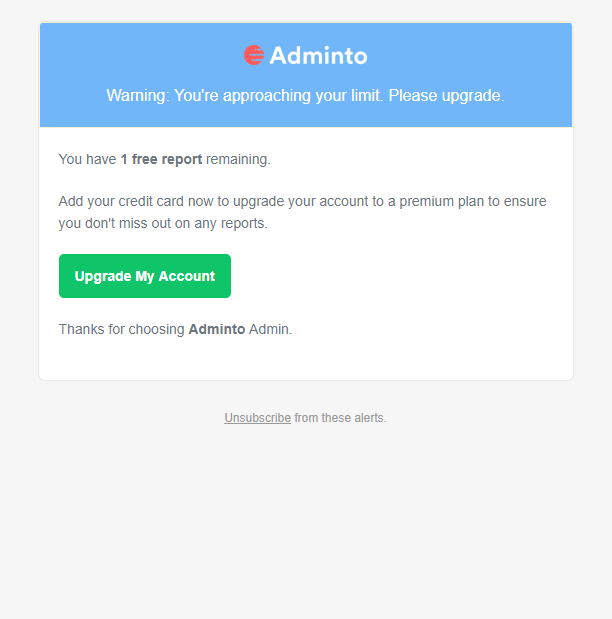 Adminto
Warning: You're approaching your limit. Please upgrade.
You have 1 free report remaining.
Add your credit card now to upgrade your account to a premium plan to ensure
you don't miss out on any reports.
Upgrade My Account
Thanks for choosing Adminto Admin.
Unsubscribe from these alerts.